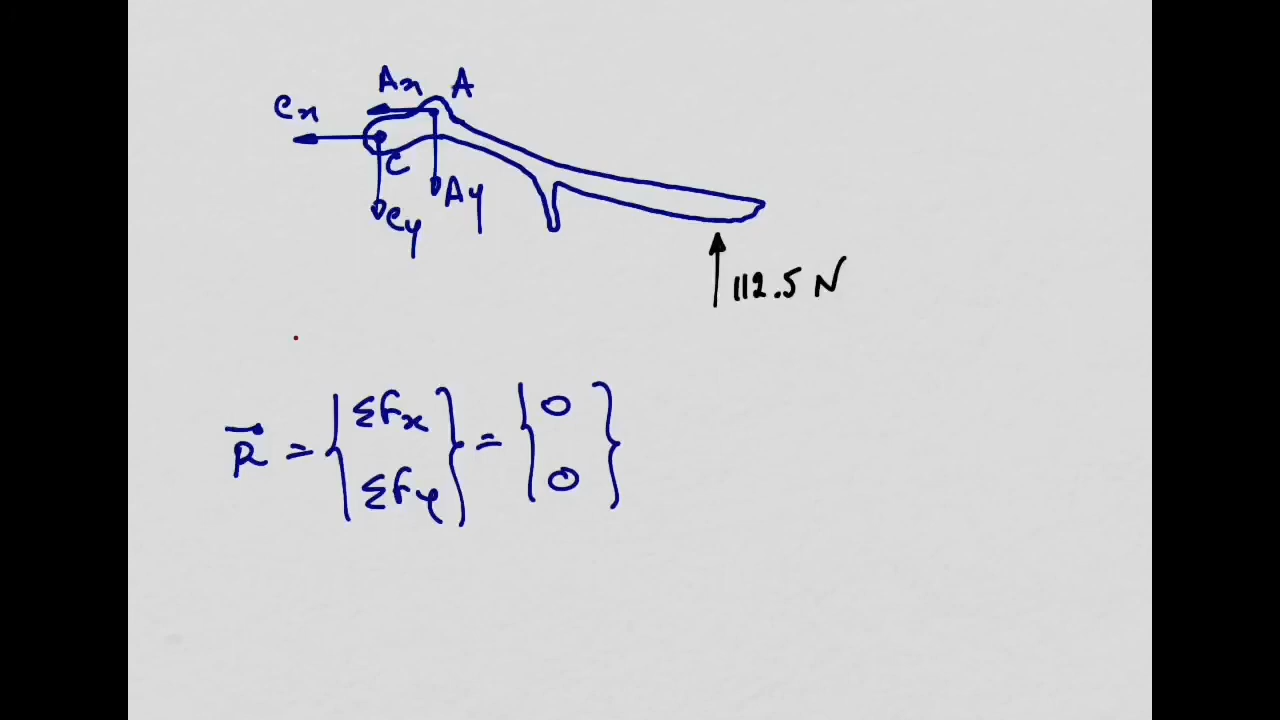 Ax A
Cx
C
Ay
Cy
112.5 N
R = { ΣFx ΣFy } = { 0 0 }